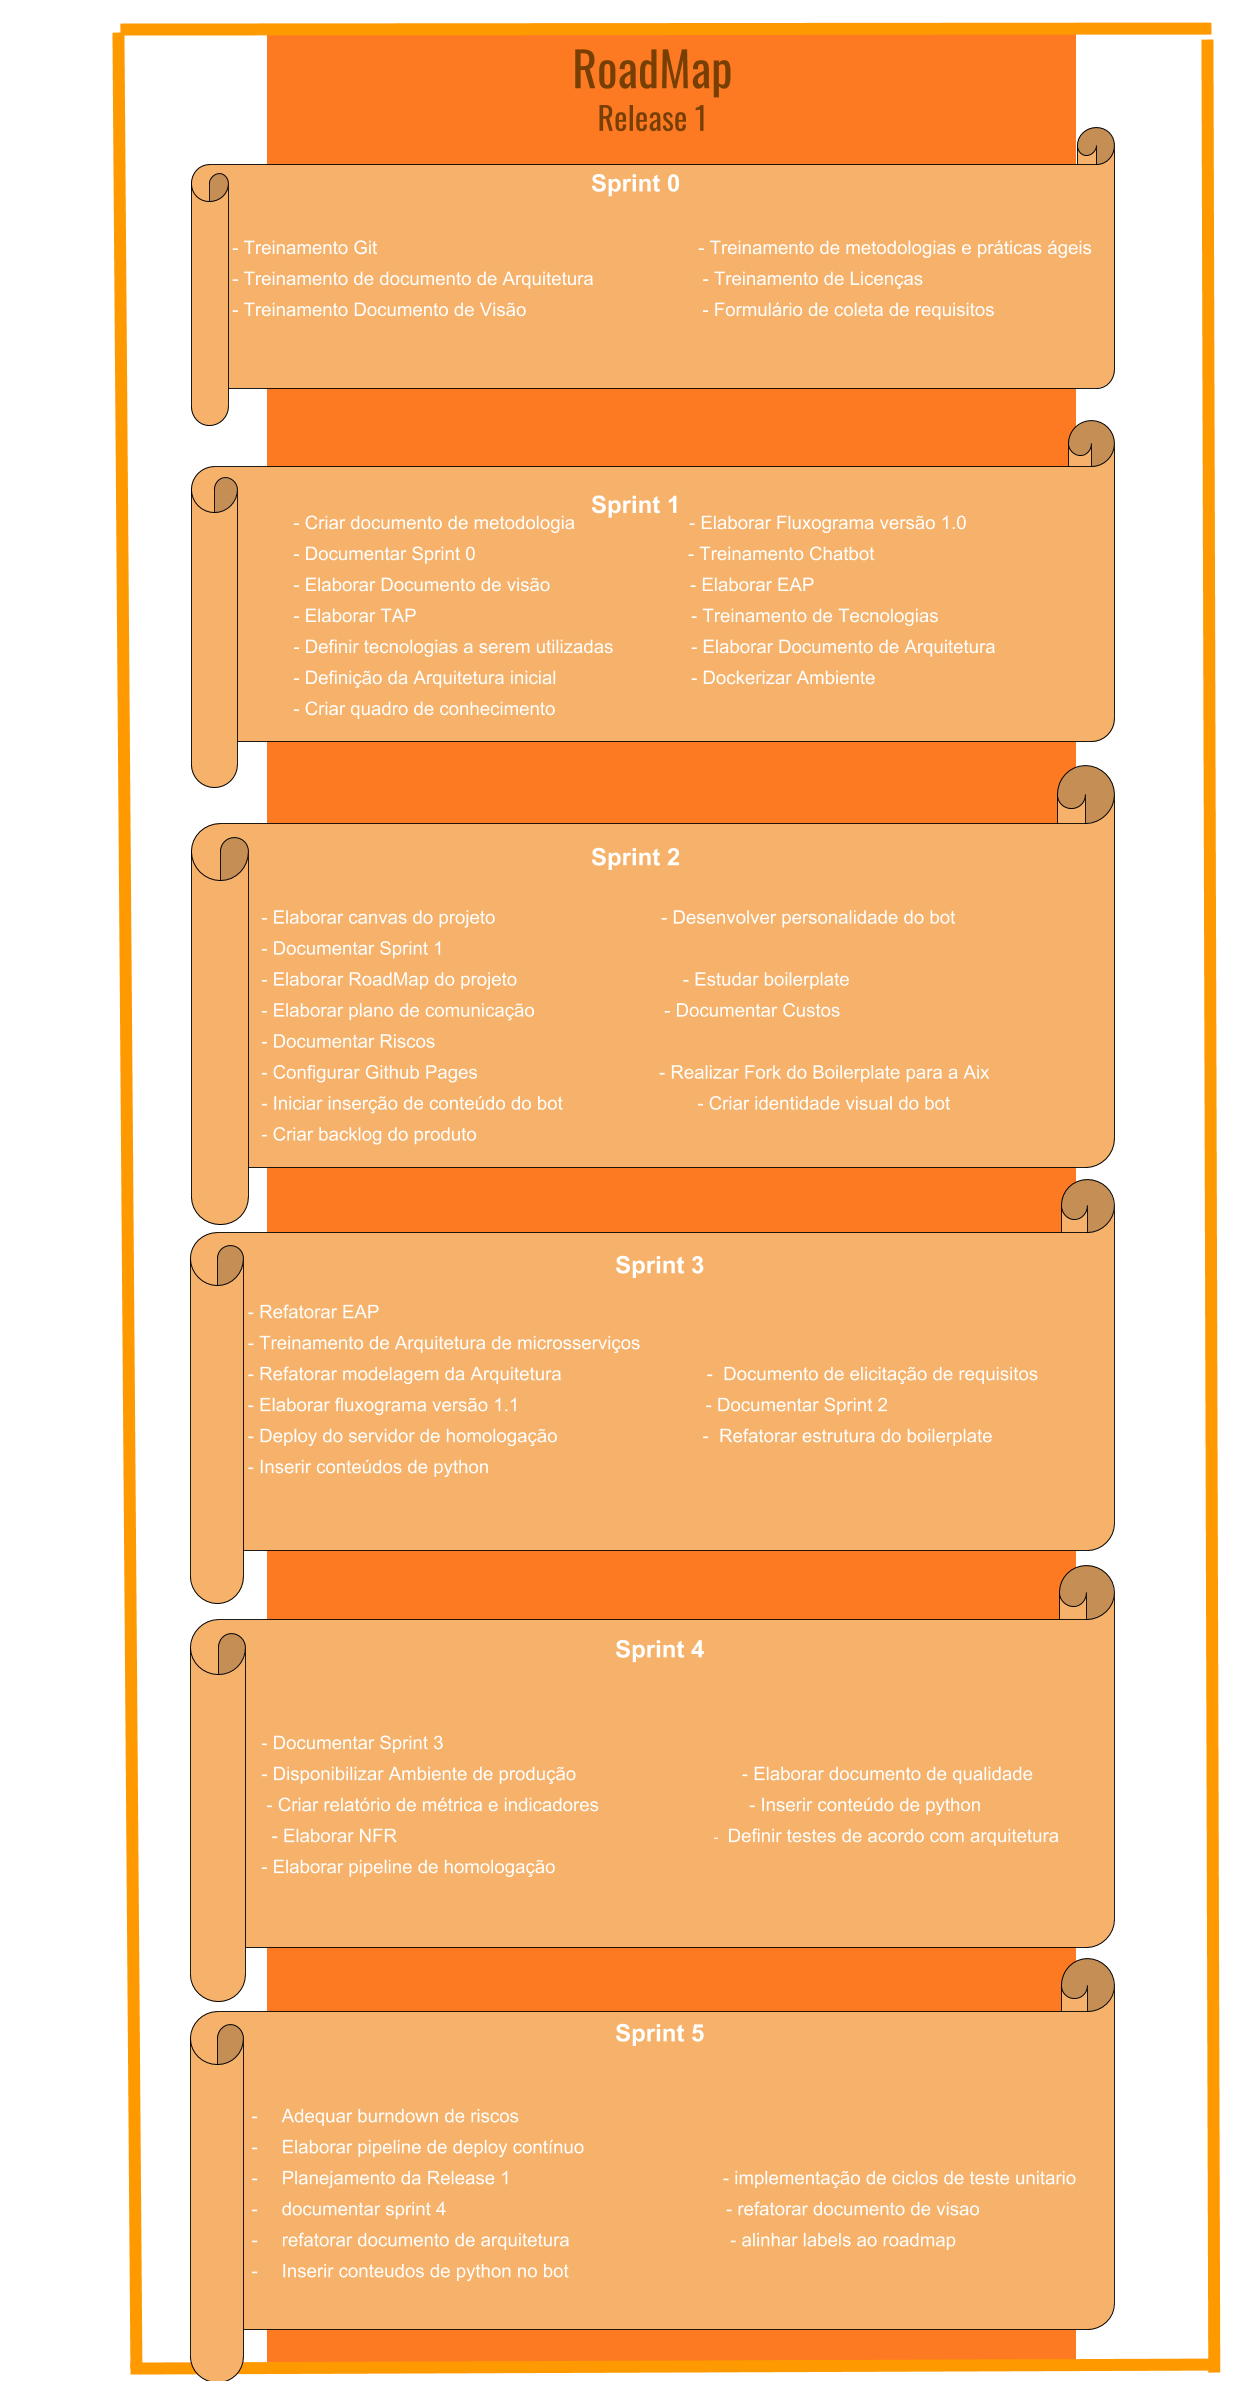 RoadMap
Release 1
Sprint 0
- Treinamento Git - Treinamento de metodologias e práticas ágeis
- Treinamento de documento de Arquitetura - Treinamento de Licenças
- Treinamento Documento de Visão - Formulário de coleta de requisitos
Sprint 1
- Criar documento de metodologia - Elaborar Fluxograma versão 1.0
- Documentar Sprint 0 - Treinamento Chatbot
- Elaborar Documento de visão - Elaborar EAP
- Elaborar TAP - Treinamento de Tecnologias
- Definir tecnologias a serem utilizadas - Elaborar Documento de Arquitetura
- Definição da Arquitetura inicial - Dockerizar Ambiente
- Criar quadro de conhecimento
Sprint 2
- Elaborar canvas do projeto - Desenvolver personalidade do bot
- Documentar Sprint 1
- Elaborar RoadMap do projeto - Estudar boilerplate
- Elaborar plano de comunicação - Documentar Custos
- Documentar Riscos
- Configurar Github Pages - Realizar Fork do Boilerplate para a Aix
- Iniciar inserção de conteúdo do bot - Criar identidade visual do bot
- Criar backlog do produto
Sprint 3
- Refatorar EAP
- Treinamento de Arquitetura de microsserviços
- Refatorar modelagem da Arquitetura - Documento de elicitação de requisitos
- Elaborar fluxograma versão 1.1 - Documentar Sprint 2
- Deploy do servidor de homologação - Refatorar estrutura do boilerplate
- Inserir conteúdos de python
Sprint 4
- Documentar Sprint 3
- Disponibilizar Ambiente de produção - Elaborar documento de qualidade
- Criar relatório de métrica e indicadores - Inserir conteúdo de python
- Elaborar NFR - Definir testes de acordo com arquitetura
- Elaborar pipeline de homologação
Sprint 5
- Adequar burndown de riscos
- Elaborar pipeline de deploy contínuo
- Planejamento da Release 1 - implementação de ciclos de teste unitario
- documentar sprint 4 - refatorar documento de visao
- refatorar documento de arquitetura - alinhar labels ao roadmap
- Inserir conteudos de python no bot